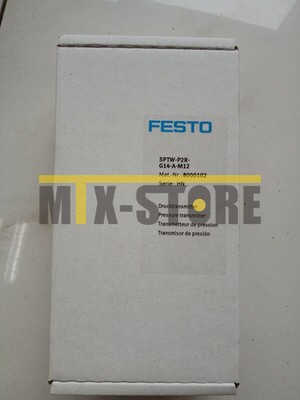 FESTO
SPTW-P2R-
G14-A-M12
Mat.-Nr. 8000102
Serie: HN
MTX-STORE
Drucktransmitter
Pressure transmitter
Transmetteur de pression
Transmisor de presión